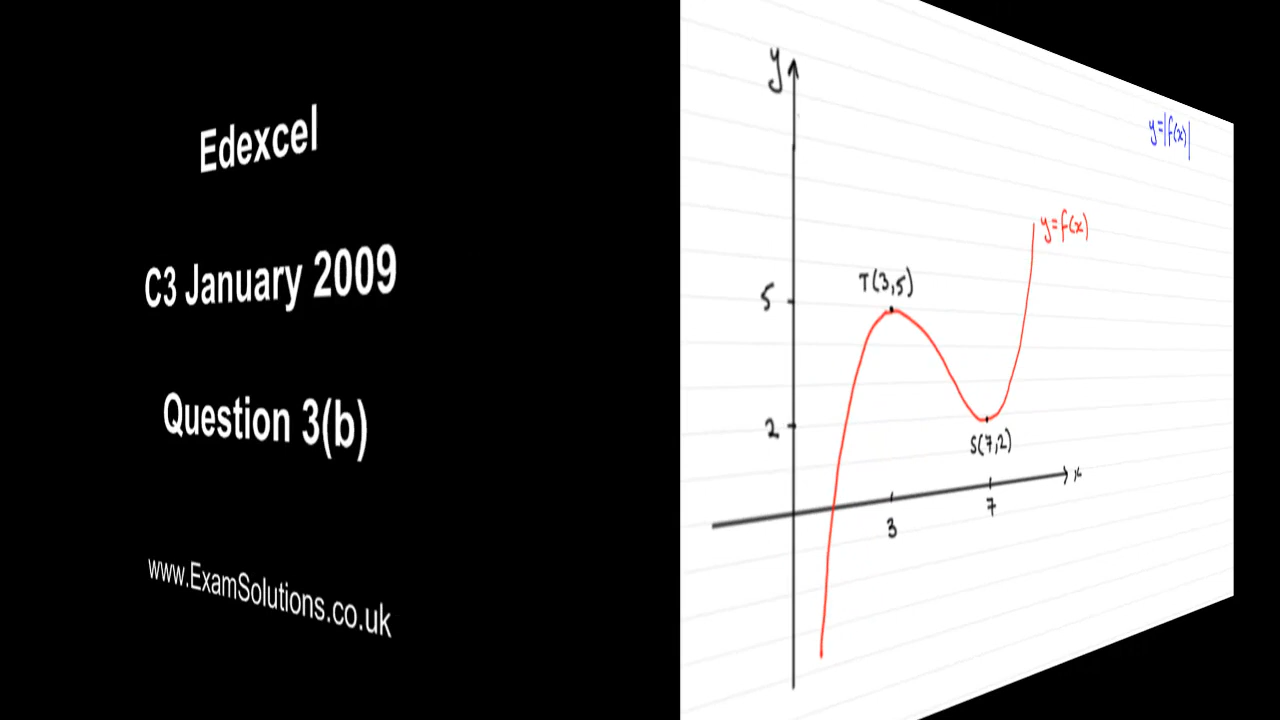 Edexcel
C3 January 2009
Question 3(b)
www.ExamSolutions.co.uk
y
y=|f(x)|
y=f(x)
T(3,5)
5
2
S(7,2)
x
7
3